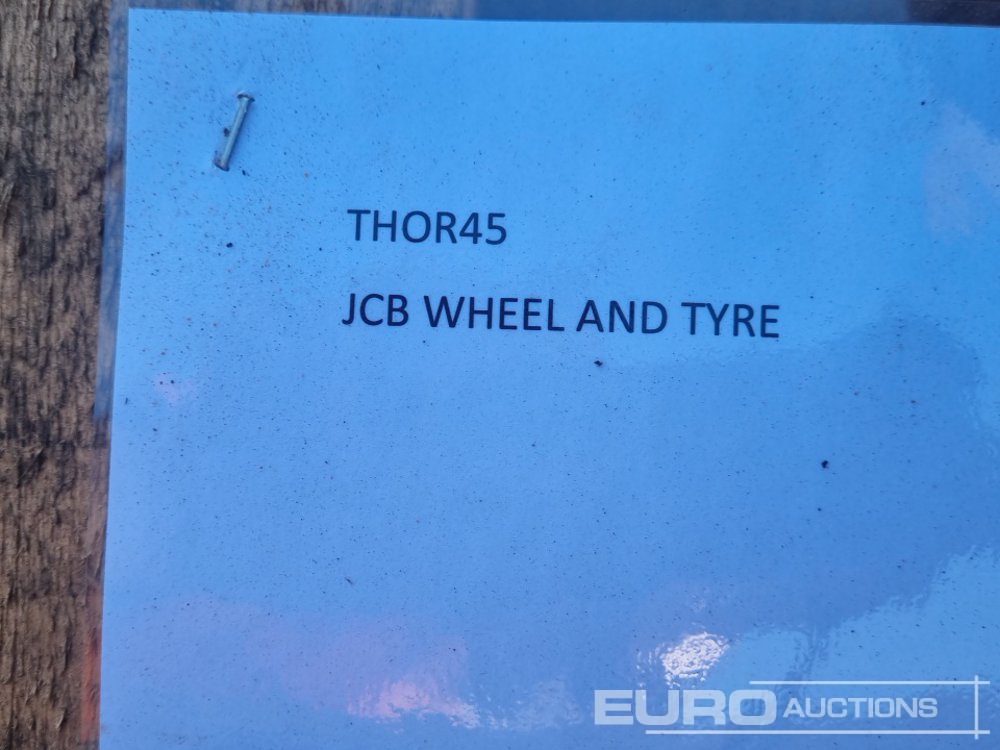 THOR45
JCB WHEEL AND TYRE
EURO AUCTIONS